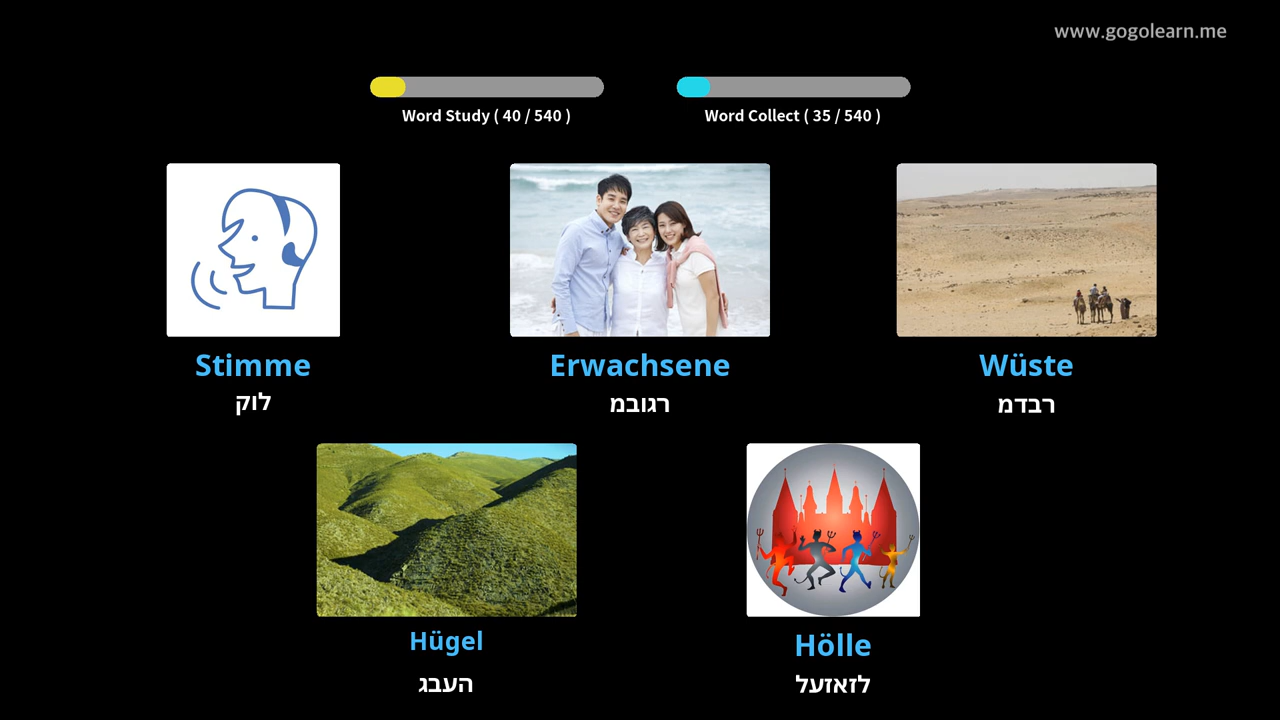 www.gogolearn.me
Word Study ( 40 / 540 )
Word Collect ( 35 / 540 )
Stimme
לוק
Erwachsene
רגובמ
Wüste
רבדמ
Hügel
העבג
Hölle
לזאזעל